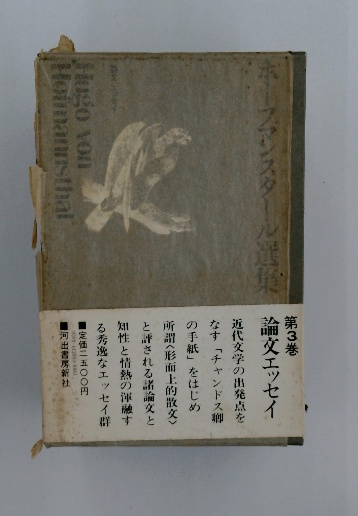 ホーフマンスタール選集
Hugo von
Hofmannsthal
第3巻
論文エッセイ
近代文学の出発点を
なす「チャンドス卿
の手紙」をはじめ
所謂〈形而上的散文〉
と評される諸論文と
知性と情熱の渾融す
る秀逸なエッセイ群
■定価二五〇〇円
■河出書房新社